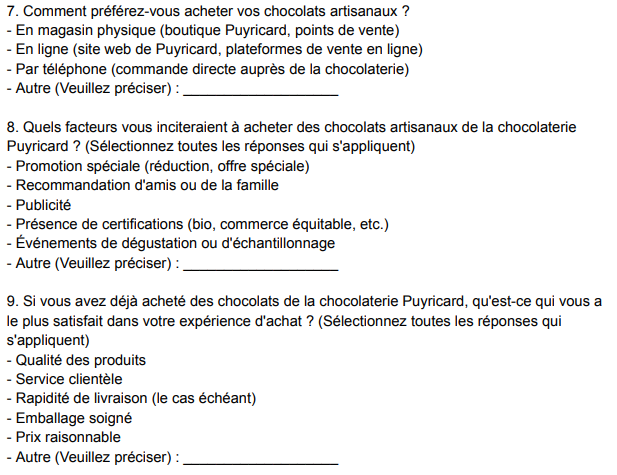 7. Comment préférez-vous acheter vos chocolats artisanaux ?
- En magasin physique (boutique Puyricard, points de vente)
- En ligne (site web de Puyricard, plateformes de vente en ligne)
- Par téléphone (commande directe auprès de la chocolaterie)
- Autre (Veuillez préciser) : ____________________
8. Quels facteurs vous inciteraient à acheter des chocolats artisanaux de la chocolaterie
Puyricard ? (Sélectionnez toutes les réponses qui s'appliquent)
- Promotion spéciale (réduction, offre spéciale)
- Recommandation d'amis ou de la famille
- Publicité
- Présence de certifications (bio, commerce équitable, etc.)
- Événements de dégustation ou d'échantillonnage
- Autre (Veuillez préciser) : ____________________
9. Si vous avez déjà acheté des chocolats de la chocolaterie Puyricard, qu'est-ce qui vous a
le plus satisfait dans votre expérience d'achat ? (Sélectionnez toutes les réponses qui
s'appliquent)
- Qualité des produits
- Service clientèle
- Rapidité de livraison (le cas échéant)
- Emballage soigné
- Prix raisonnable
- Autre (Veuillez préciser) : ____________________